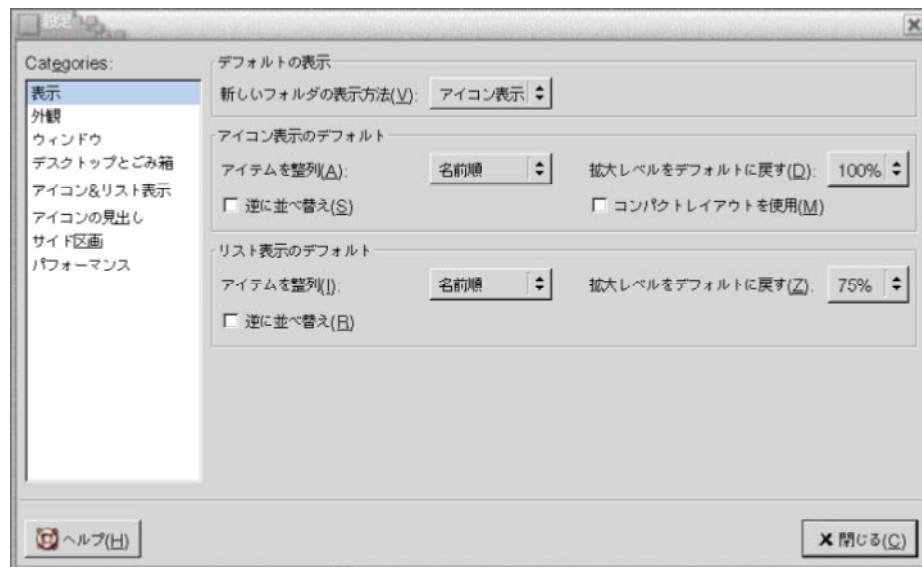 設定
Categories:
表示
外観
ウィンドウ
デスクトップとごみ箱
アイコン&リスト表示
アイコンの見出し
サイド区画
パフォーマンス
デフォルトの表示
新しいフォルダの表示方法(V): アイコン表示
アイコン表示のデフォルト
アイテムを整列(A): 名前順 拡大レベルをデフォルトに戻す(D): 100%
逆に並べ替え(S) コンパクトレイアウトを使用(M)
リスト表示のデフォルト
アイテムを整列(I): 名前順 拡大レベルをデフォルトに戻す(Z): 75%
逆に並べ替え(R)
ヘルプ(H) 閉じる(C)